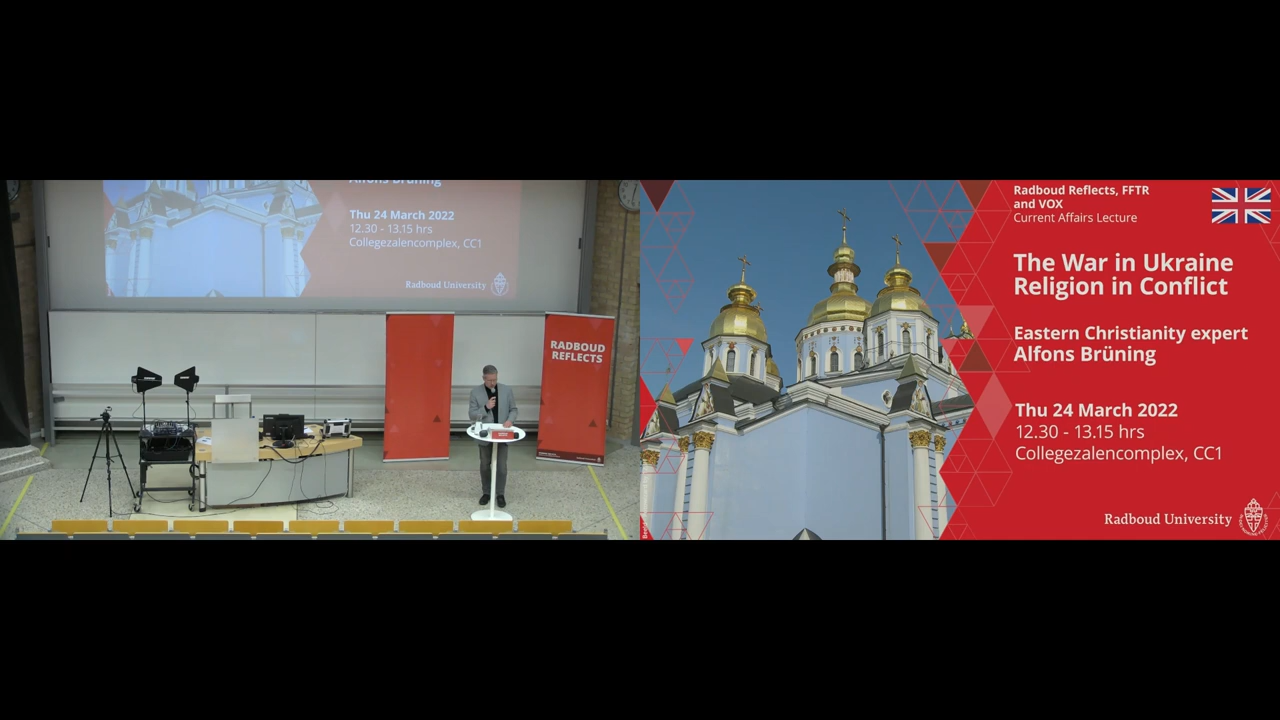 Alfons Brüning
Thu 24 March 2022
12.30 - 13.15 hrs
Collegezalencomplex, CC1
Radboud University
RADBOUD
REFLECTS
Radboud Reflects, FFTR
and VOX
Current Affairs Lecture
The War in Ukraine
Religion in Conflict
Eastern Christianity expert
Alfons Brüning
Thu 24 March 2022
12.30 - 13.15 hrs
Collegezalencomplex, CC1
Radboud University